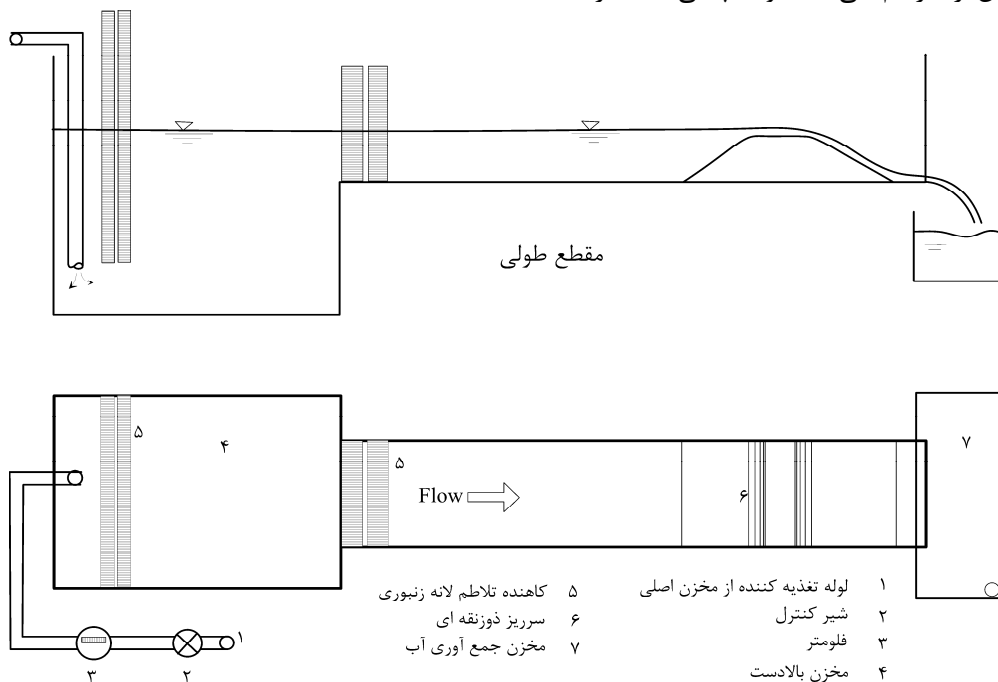 مقطع طولی
۵
۴
۵
Flow
۶
۷
۱
۲
۳
۱ لوله تغذیه کننده از مخزن اصلی
۲ شیر کنترل
۳ فلومتر
۴ مخزن بالادست
۵ کاهنده تلاطم لانه زنبوری
۶ سرریز ذوزنقه ای
۷ مخزن جمع آوری آب